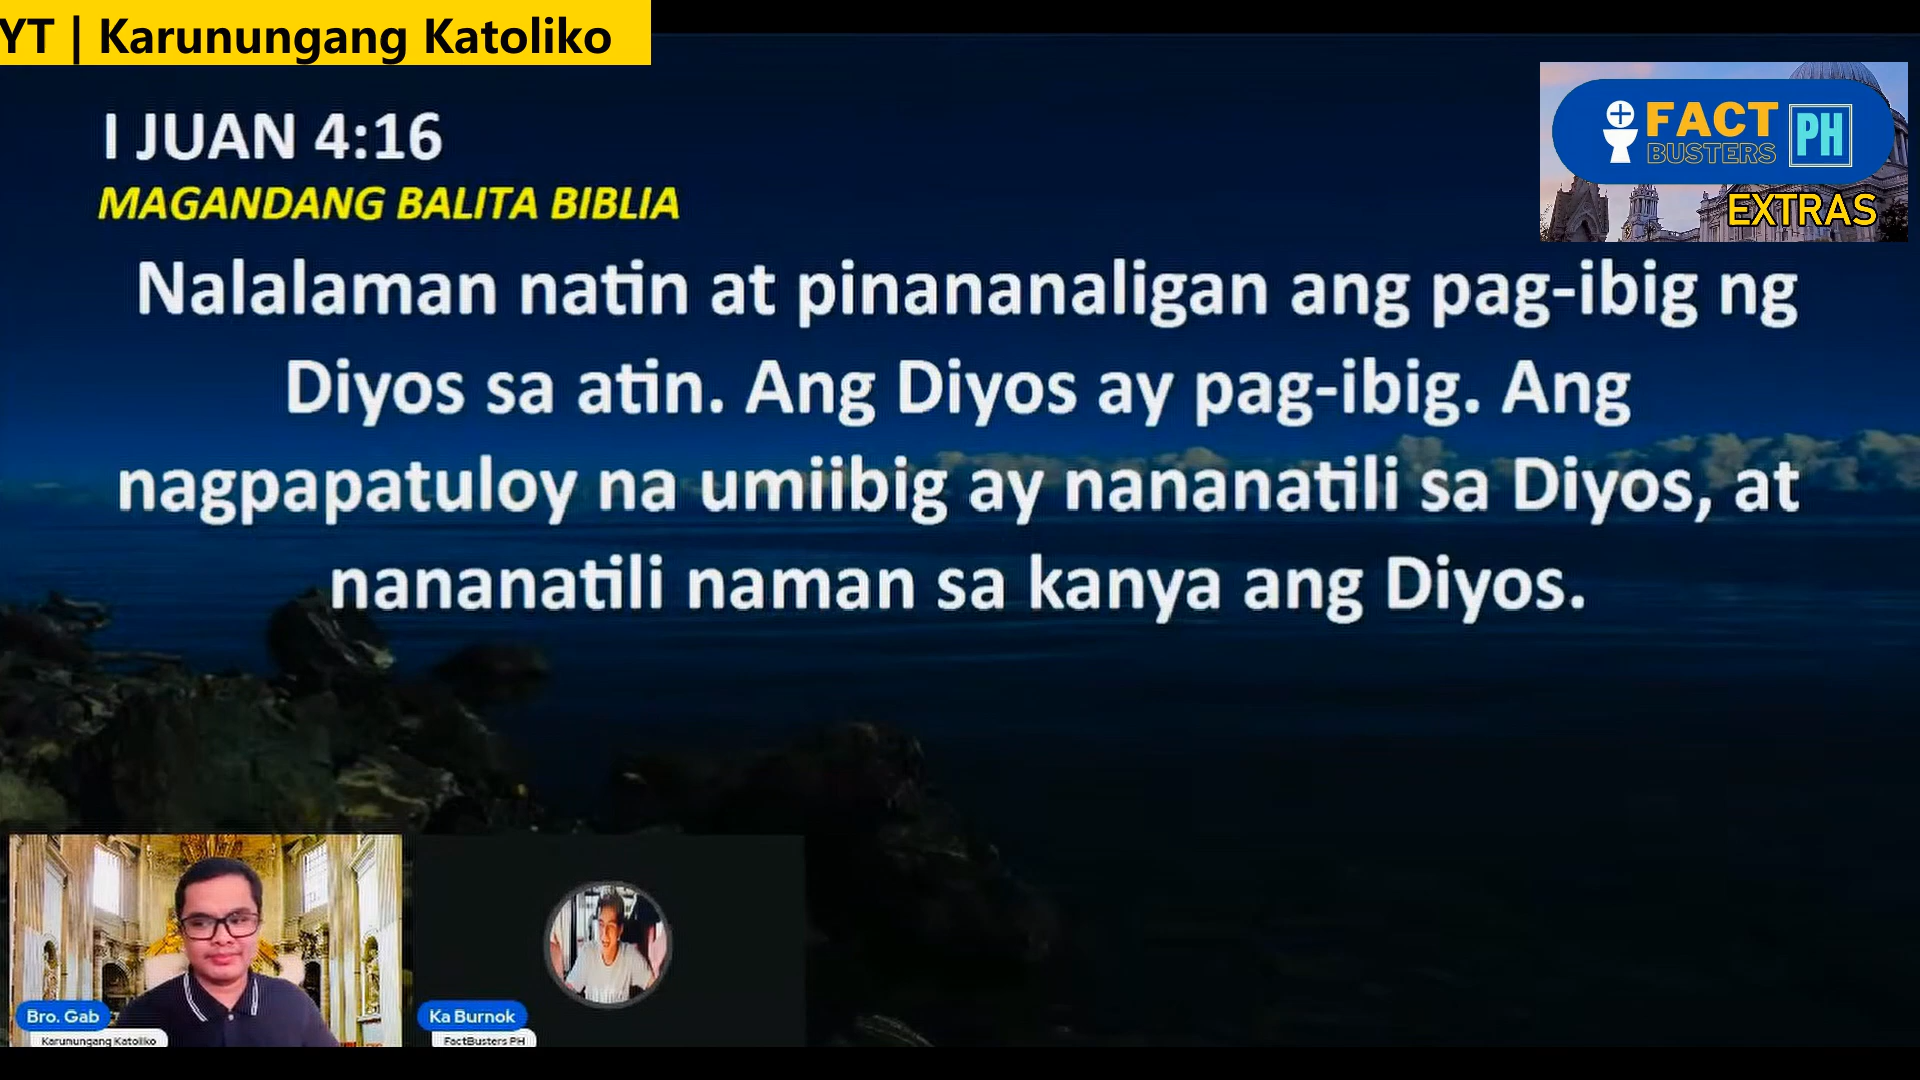 YT | Karunungang Katoliko
FACT
BUSTERS
PH
EXTRAS
I JUAN 4:16
MAGANDANG BALITA BIBLIA
Nalalaman natin at pinananaligan ang pag-ibig ng
Diyos sa atin. Ang Diyos ay pag-ibig. Ang
nagpapatuloy na umiibig ay nananatili sa Diyos, at
nananatili naman sa kanya ang Diyos.
Bro. Gab
Karunungang Katoliko
Ka Burnok
FactBusters PH